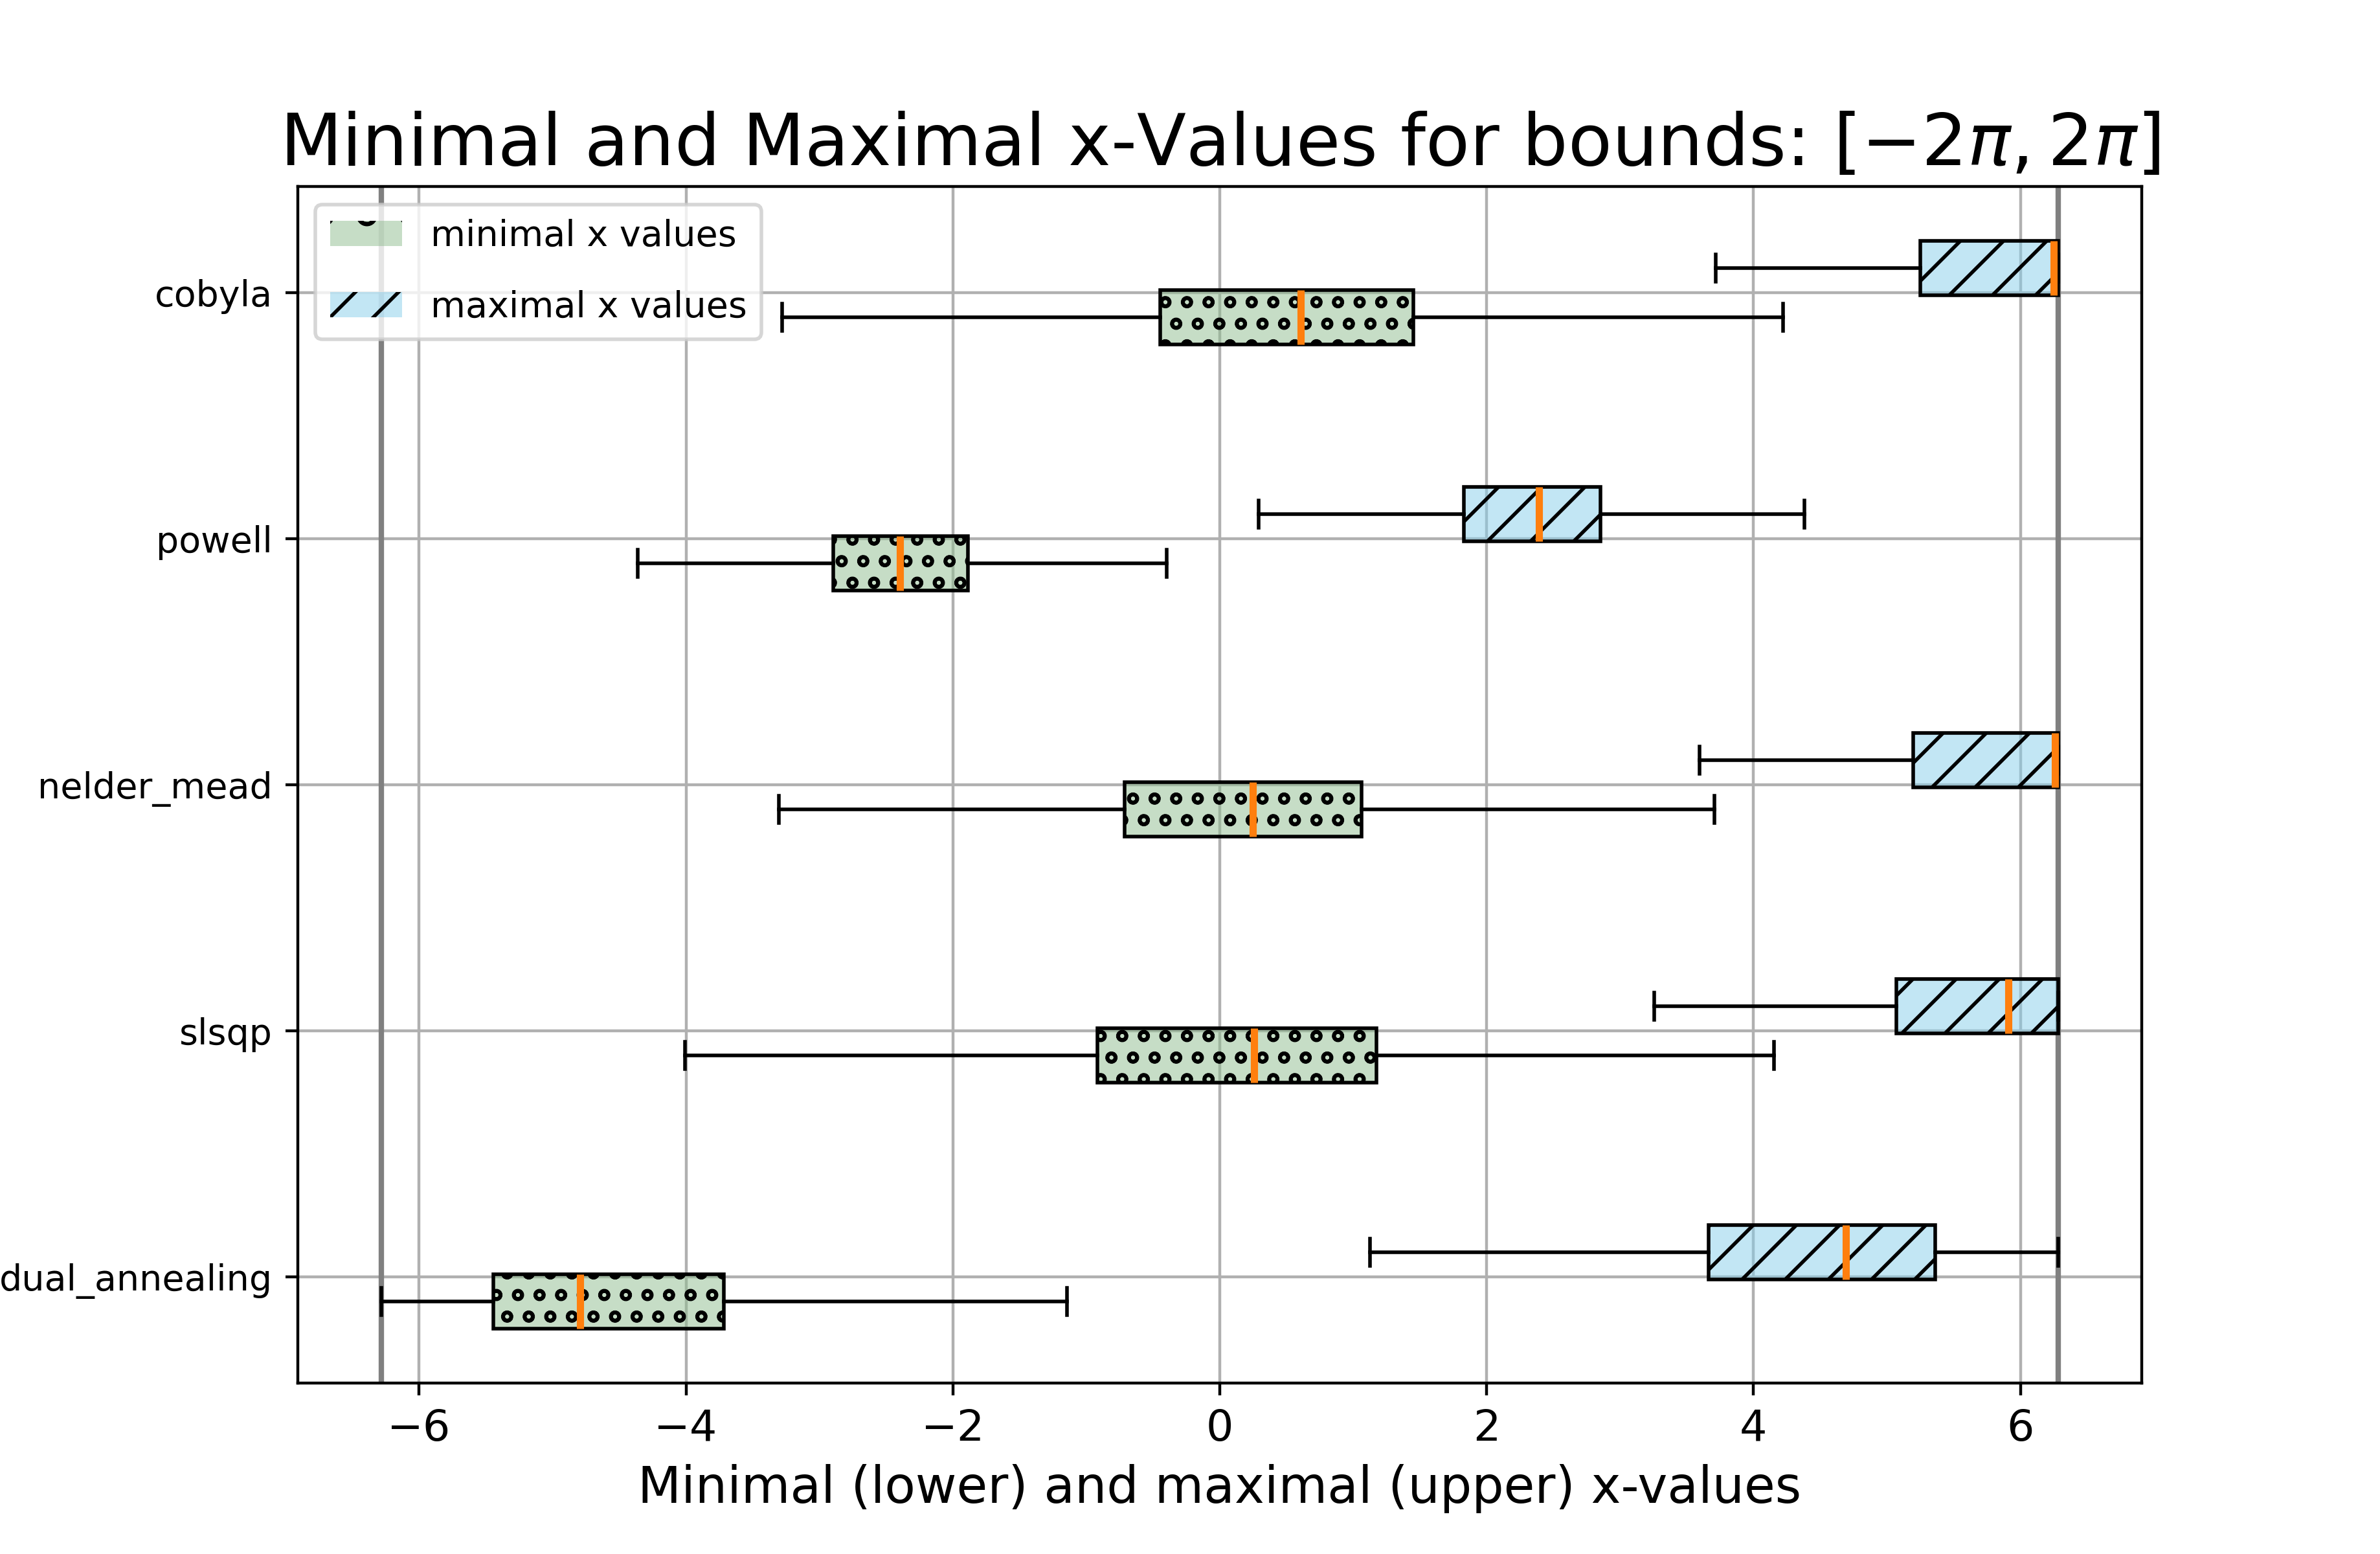 Minimal and Maximal x-Values for bounds: [−2π, 2π]
minimal x values
maximal x values
cobyla
powell
nelder_mead
slsqp
dual_annealing
−6 −4 −2 0 2 4 6
Minimal (lower) and maximal (upper) x-values